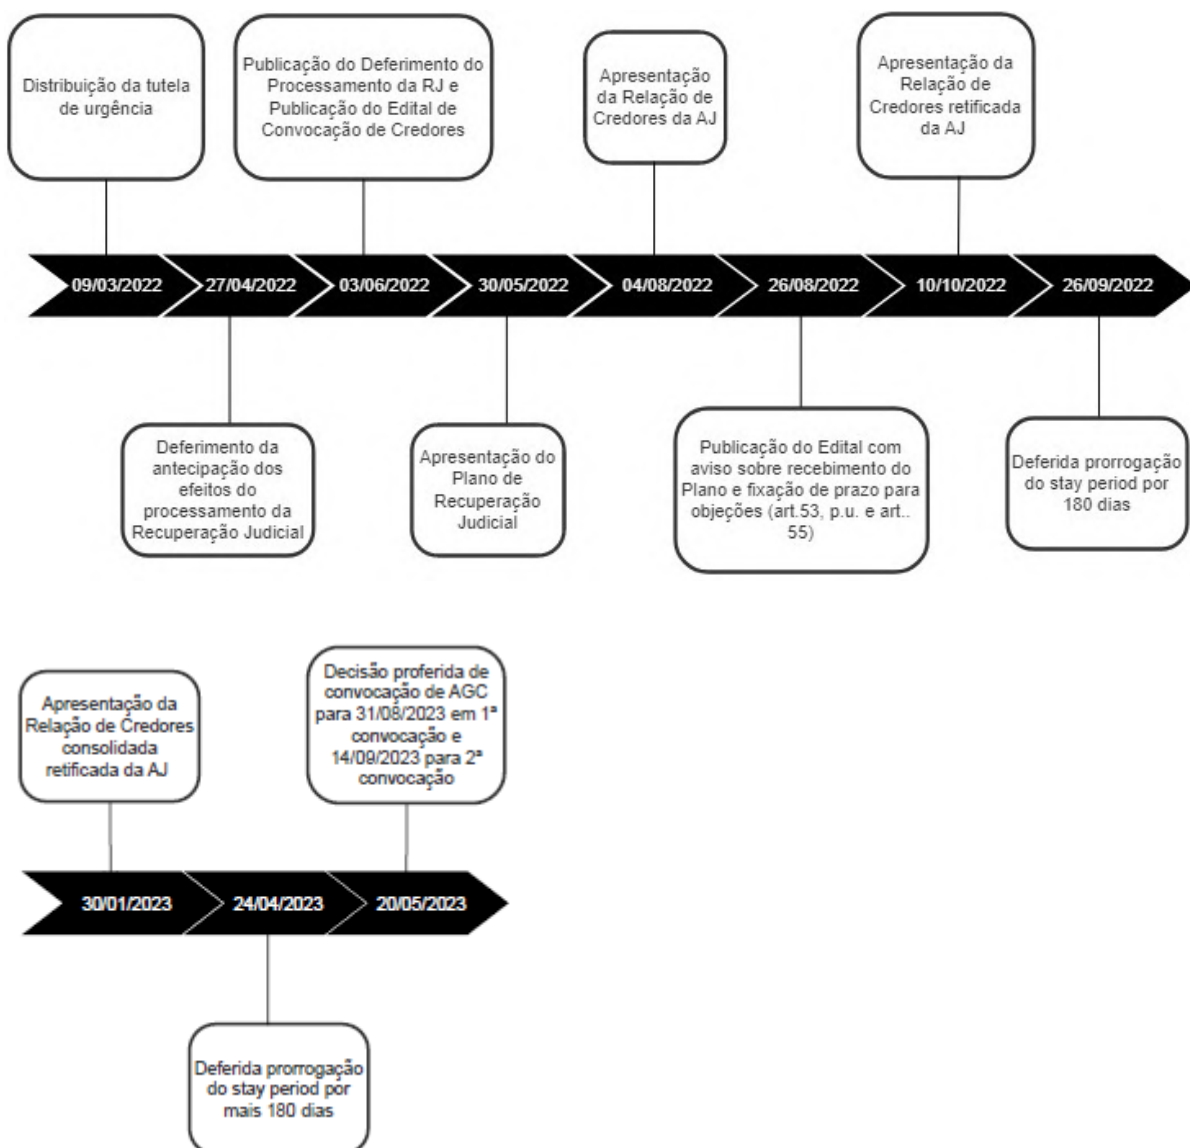 Distribuição da tutela
de urgência
Publicação do Deferimento do
Processamento da RJ e
Publicação do Edital de
Convocação de Credores
Apresentação
da Relação de
Credores da AJ
Apresentação da
Relação de
Credores retificada
da AJ
09/03/2022
27/04/2022
03/06/2022
30/05/2022
04/08/2022
26/08/2022
10/10/2022
26/09/2022
Deferimento da
antecipação dos
efeitos do
processamento da
Recuperação Judicial
Apresentação do
Plano de
Recuperação
Judicial
Publicação do Edital com
aviso sobre recebimento do
Plano e fixação de prazo para
objeções (art.53, p.u. e art..
55)
Deferida prorrogação
do stay period por
180 dias
Apresentação da
Relação de Credores
consolidada
retificada da AJ
Decisão proferida de
convocação de AGC
para 31/08/2023 em 1ª
convocação e
14/09/2023 para 2ª
convocação
30/01/2023
24/04/2023
20/05/2023
Deferida prorrogação
do stay period por
mais 180 dias